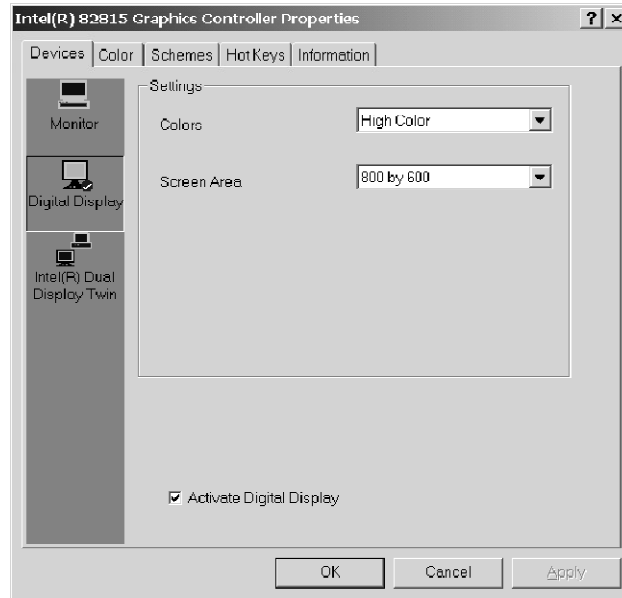 Intel(R) 82815 Graphics Controller Properties
Devices Color Schemes Hot Keys Information
Monitor
Digital Display
Intel(R) Dual
Display Twin
Settings
Colors High Color
Screen Area 800 by 600
Activate Digital Display
OK Cancel Apply